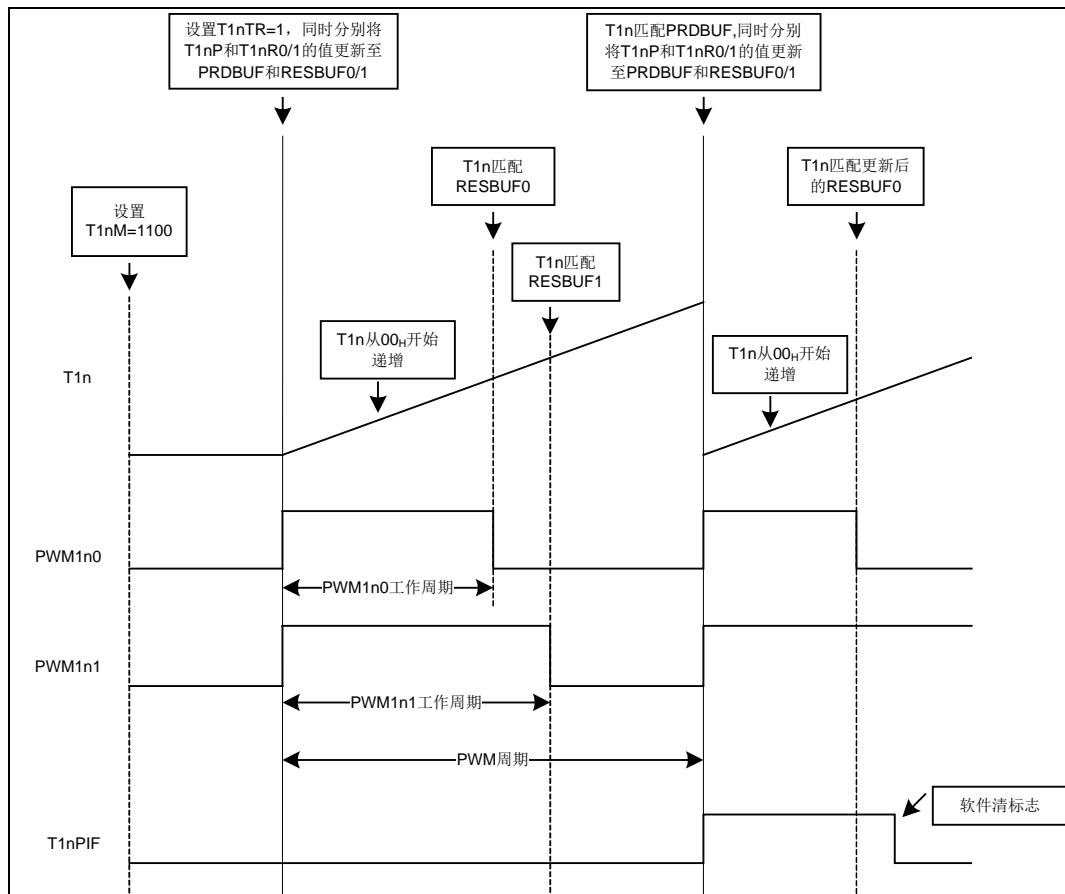 设置T1nTR=1，同时分别将
T1nP和T1nR0/1的值更新至
PRDBUF和RESBUF0/1
T1n匹配PRDBUF,同时分别
将T1nP和T1nR0/1的值更新
至PRDBUF和RESBUF0/1
T1n匹配
RESBUF0
T1n匹配更新后
的RESBUF0
设置
T1nM=1100
T1n匹配
RESBUF1
T1n从00H开始
递增
T1n从00H开始
递增
T1n
PWM1n0
PWM1n0工作周期
PWM1n1
PWM1n1工作周期
PWM周期
软件清标志
T1nPIF